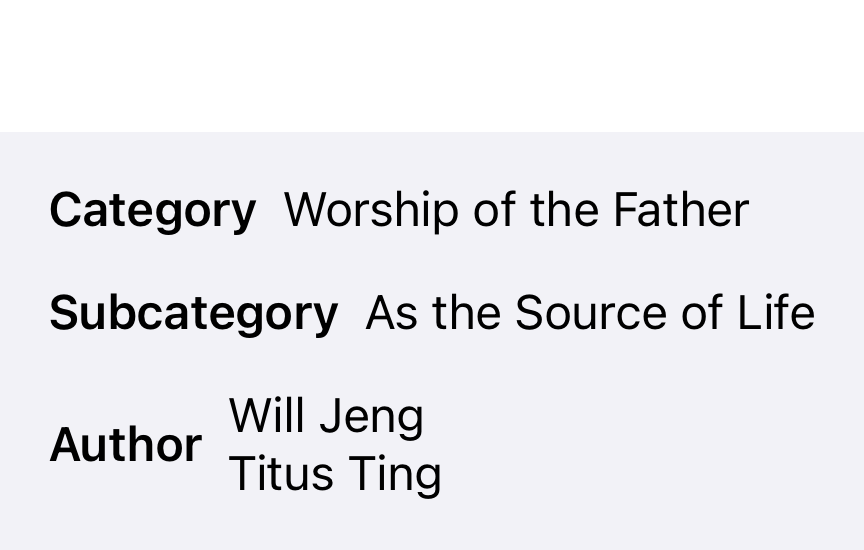 Category Worship of the Father
Subcategory As the Source of Life
Author Will Jeng
Titus Ting